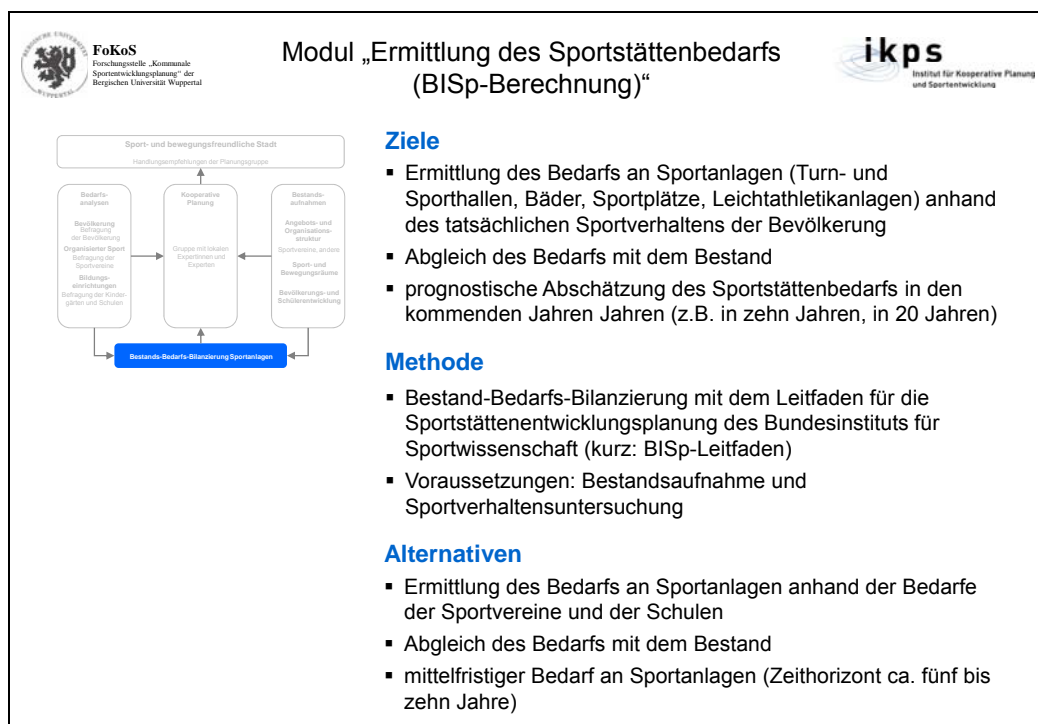 BERGISCHE UNIVERSITÄT
WUPPERTAL
FoKoS
Forschungsstelle „Kommunale
Sportentwicklungsplanung“ der
Bergischen Universität Wuppertal
Modul „Ermittlung des Sportstättenbedarfs
(BISp-Berechnung)“
ikps
Institut für Kooperative Planung
und Sportentwicklung
Sport- und bewegungsfreundliche Stadt
Handlungsempfehlungen der Planungsgruppe
Bedarfs-
analysen
Bevölkerung
Befragung
der Bevölkerung
Organisierter Sport
Befragung der
Sportvereine
Bildungs-
einrichtungen
Befragung der Kinder-
gärten und Schulen
Kooperative
Planung
Gruppe mit lokalen
Expertinnen und
Experten
Bestands-
aufnahmen
Angebots- und
Organisations-
struktur
Sportvereine, andere
Sport- und
Bewegungsräume
Bevölkerungs- und
Schülerentwicklung
Bestands-Bedarfs-Bilanzierung Sportanlagen
Ziele
▪ Ermittlung des Bedarfs an Sportanlagen (Turn- und
Sporthallen, Bäder, Sportplätze, Leichtathletikanlagen) anhand
des tatsächlichen Sportverhaltens der Bevölkerung
▪ Abgleich des Bedarfs mit dem Bestand
▪ prognostische Abschätzung des Sportstättenbedarfs in den
kommenden Jahren Jahren (z.B. in zehn Jahren, in 20 Jahren)
Methode
▪ Bestand-Bedarfs-Bilanzierung mit dem Leitfaden für die
Sportstättenentwicklungsplanung des Bundesinstituts für
Sportwissenschaft (kurz: BISp-Leitfaden)
▪ Voraussetzungen: Bestandsaufnahme und
Sportverhaltensuntersuchung
Alternativen
▪ Ermittlung des Bedarfs an Sportanlagen anhand der Bedarfe
der Sportvereine und der Schulen
▪ Abgleich des Bedarfs mit dem Bestand
▪ mittelfristiger Bedarf an Sportanlagen (Zeithorizont ca. fünf bis
zehn Jahre)